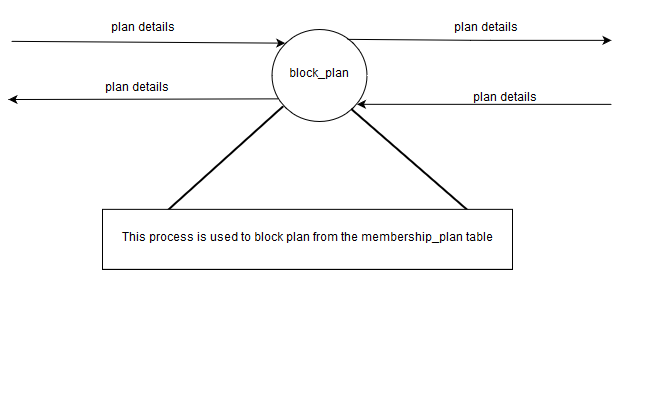 plan details
plan details
block_plan
plan details
plan details
This process is used to block plan from the membership_plan table